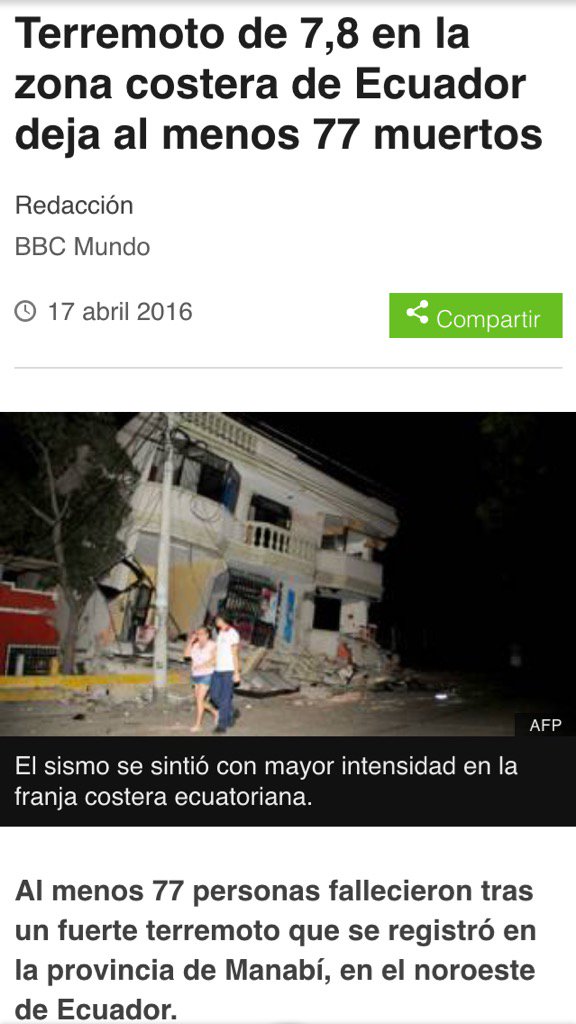 Terremoto de 7,8 en la
zona costera de Ecuador
deja al menos 77 muertos
Redacción
BBC Mundo
17 abril 2016
Compartir
AFP
El sismo se sintió con mayor intensidad en la
franja costera ecuatoriana.
Al menos 77 personas fallecieron tras
un fuerte terremoto que se registró en
la provincia de Manabí, en el noroeste
de Ecuador.